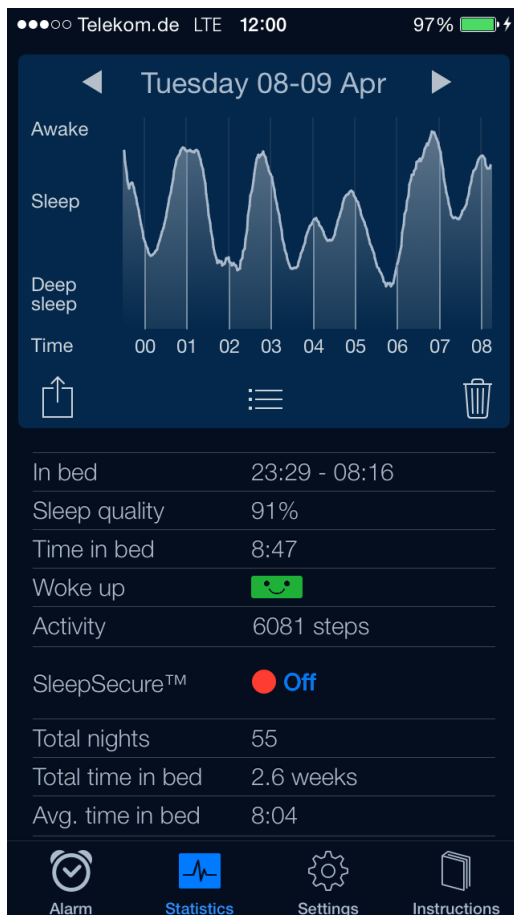 Telekom.de LTE 12:00 97%
Tuesday 08-09 Apr
Awake
Sleep
Deep
sleep
Time 00 01 02 03 04 05 06 07 08
In bed 23:29 - 08:16
Sleep quality 91%
Time in bed 8:47
Woke up
Activity 6081 steps
SleepSecure™ Off
Total nights 55
Total time in bed 2.6 weeks
Avg. time in bed 8:04
Alarm Statistics Settings Instructions